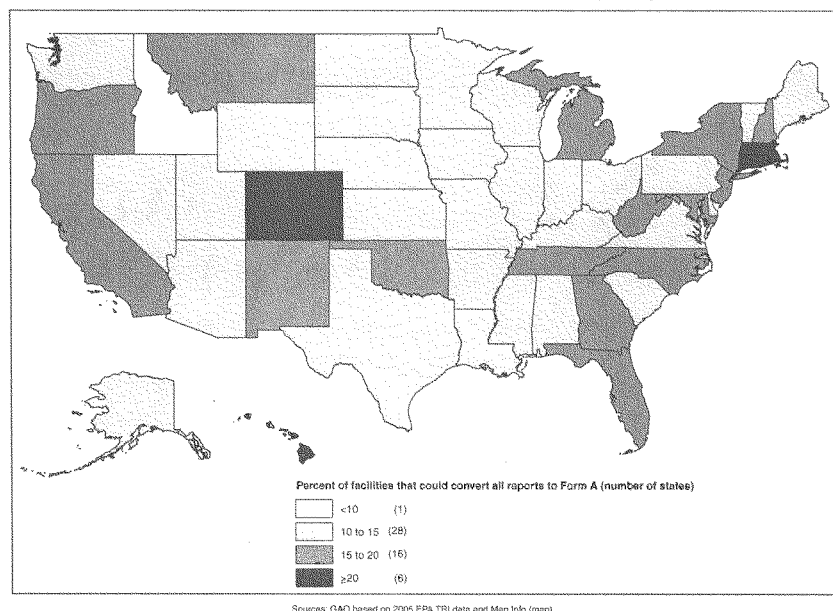 Percent of facilities that could convert all reports to Form A (number of states)
<10 (1)
10 to 15 (28)
15 to 20 (16)
≥20 (6)
Sources: GAO based on 2005 EPA TRI data and Map Info (map).